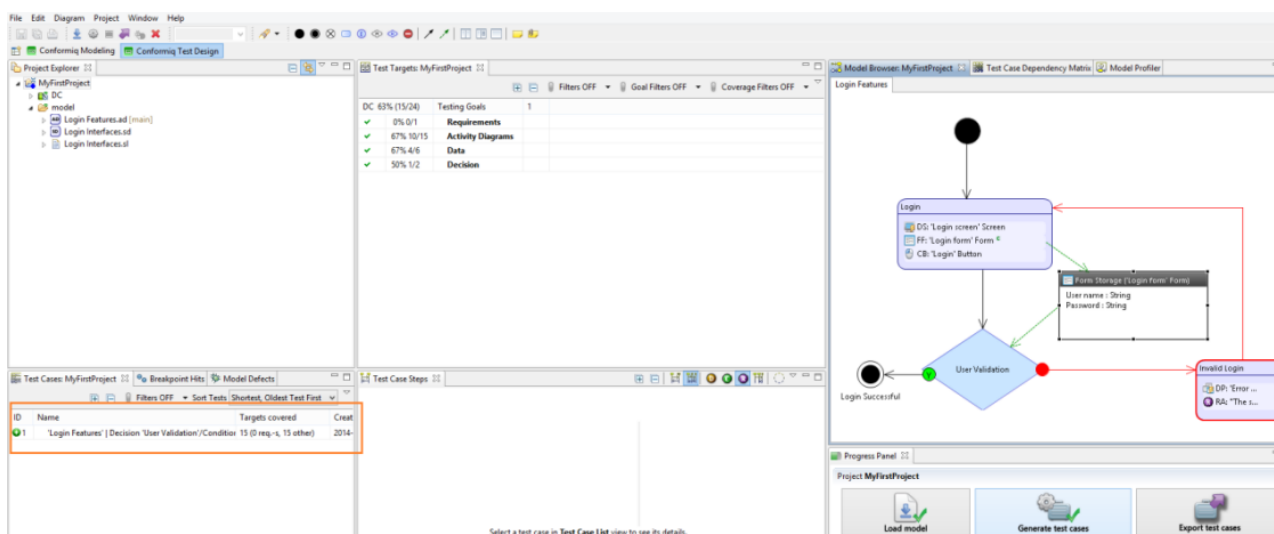 File Edit Diagram Project Window Help
Conformiq Modeling Conformiq Test Design
Project Explorer
MyFirstProject
DC
model
Login Features.ad [main]
Login Interfaces.sd
Login Interfaces.sl
Test Targets: MyFirstProject
Filters OFF Goal Filters OFF Coverage Filters OFF
DC 63% (15/24) Testing Goals 1
0% 0/1 Requirements
67% 10/15 Activity Diagrams
67% 4/6 Data
50% 1/2 Decision
Model Browser: MyFirstProject Test Case Dependency Matrix Model Profiler
Login Features
Login
DS: 'Login screen' Screen
FF: 'Login form' Form
CB: 'Login' Button
Form Storage ('Login form' Form)
User name : String
Password : String
User Validation
Login Successful
Invalid Login
DP: 'Error ...
RA: "The s...
Test Cases: MyFirstProject Breakpoint Hits Model Defects
Filters OFF Sort Tests Shortest, Oldest Test First
ID Name Targets covered Creat
1 'Login Features' | Decision 'User Validation'/Condition 15 (0 req.-s, 15 other) 2014-
Test Case Steps
Select a test case in Test Case List view to see its details.
Progress Panel
Project MyFirstProject
Load model Generate test cases Export test cases